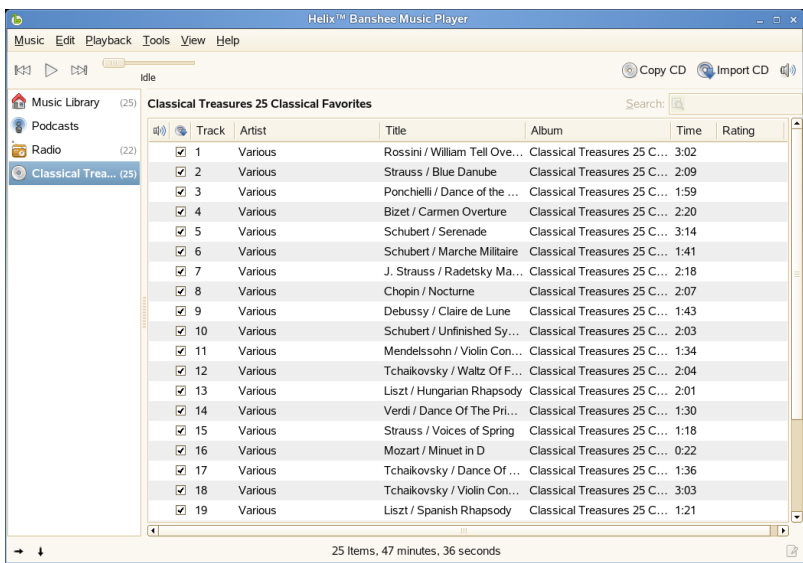 Helix™ Banshee Music Player
Music Edit Playback Tools View Help
Idle
Copy CD Import CD
Music Library (25)
Podcasts
Radio (22)
Classical Trea... (25)
Classical Treasures 25 Classical Favorites Search:
Track Artist Title Album Time Rating
1 Various Rossini / William Tell Ove... Classical Treasures 25 C... 3:02
2 Various Strauss / Blue Danube Classical Treasures 25 C... 2:09
3 Various Ponchielli / Dance of the ... Classical Treasures 25 C... 1:59
4 Various Bizet / Carmen Overture Classical Treasures 25 C... 2:20
5 Various Schubert / Serenade Classical Treasures 25 C... 3:14
6 Various Schubert / Marche Militaire Classical Treasures 25 C... 1:41
7 Various J. Strauss / Radetsky Ma... Classical Treasures 25 C... 2:18
8 Various Chopin / Nocturne Classical Treasures 25 C... 2:07
9 Various Debussy / Claire de Lune Classical Treasures 25 C... 1:43
10 Various Schubert / Unfinished Sy... Classical Treasures 25 C... 2:03
11 Various Mendelssohn / Violin Con... Classical Treasures 25 C... 1:34
12 Various Tchaikovsky / Waltz Of F... Classical Treasures 25 C... 2:04
13 Various Liszt / Hungarian Rhapsody Classical Treasures 25 C... 2:01
14 Various Verdi / Dance Of The Pri... Classical Treasures 25 C... 1:30
15 Various Strauss / Voices of Spring Classical Treasures 25 C... 1:18
16 Various Mozart / Minuet in D Classical Treasures 25 C... 0:22
17 Various Tchaikovsky / Dance Of ... Classical Treasures 25 C... 1:36
18 Various Tchaikovsky / Violin Con... Classical Treasures 25 C... 3:03
19 Various Liszt / Spanish Rhapsody Classical Treasures 25 C... 1:21
25 Items, 47 minutes, 36 seconds